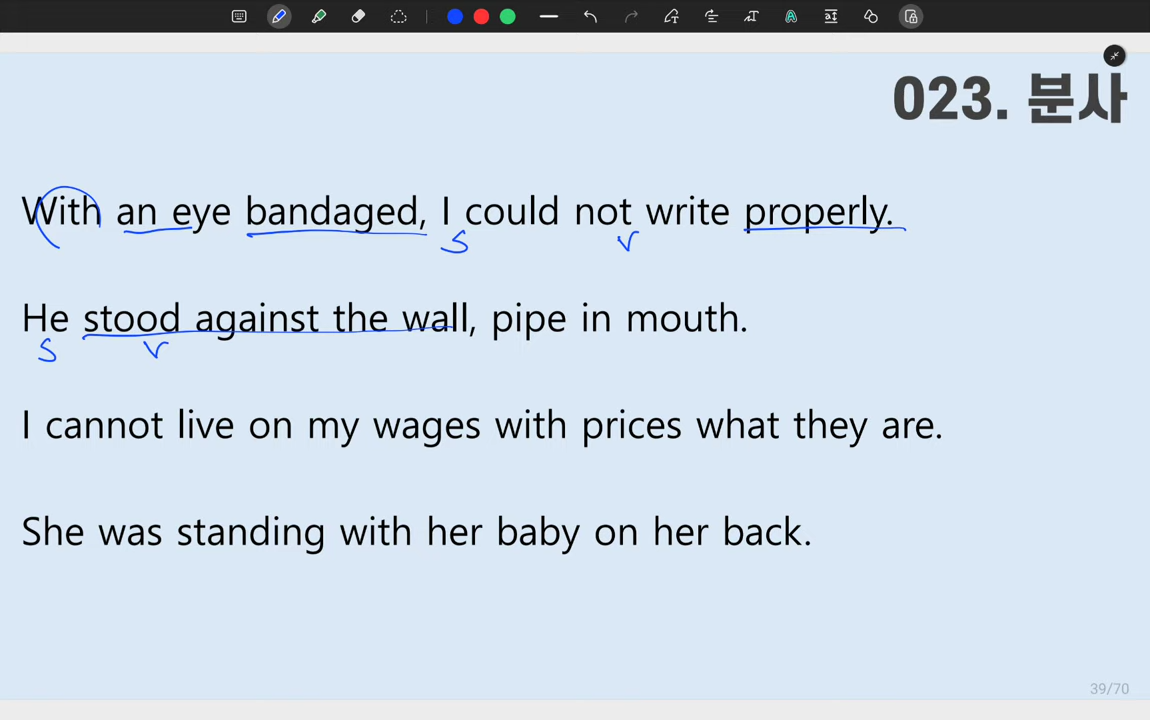 023. 분사
With an eye bandaged, I could not write properly.
s v
He stood against the wall, pipe in mouth.
s v
I cannot live on my wages with prices what they are.
She was standing with her baby on her back.
39/70